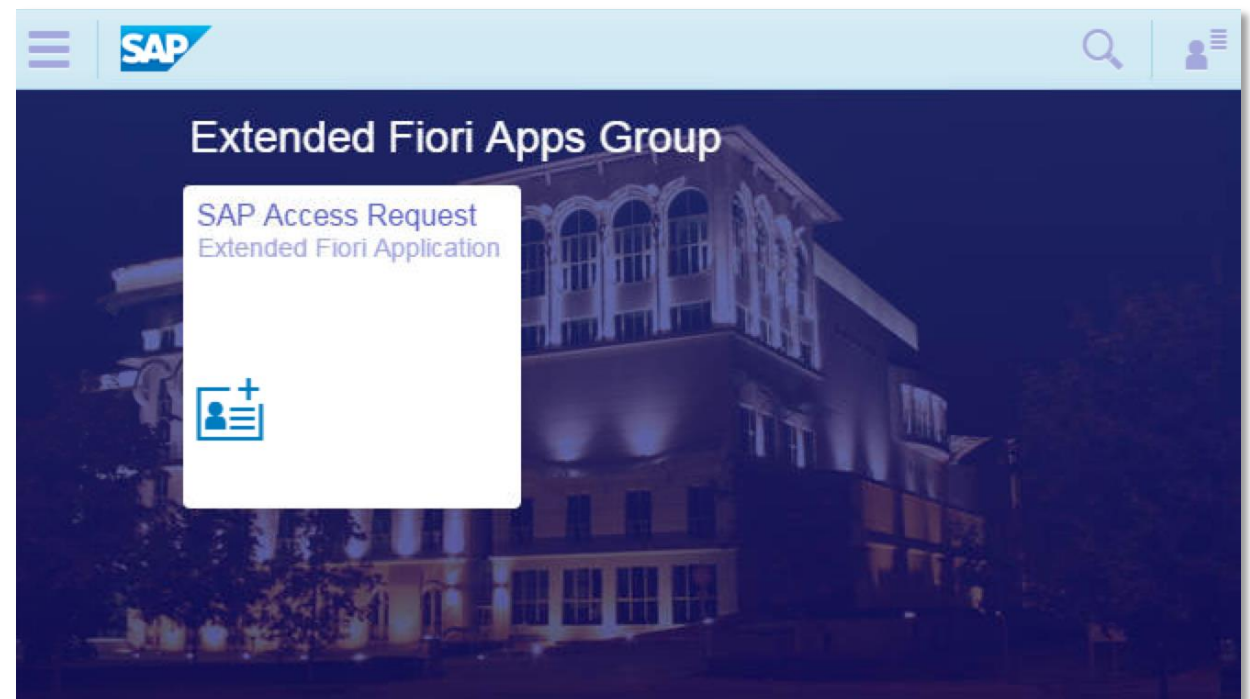 SAP
Extended Fiori Apps Group
SAP Access Request
Extended Fiori Application